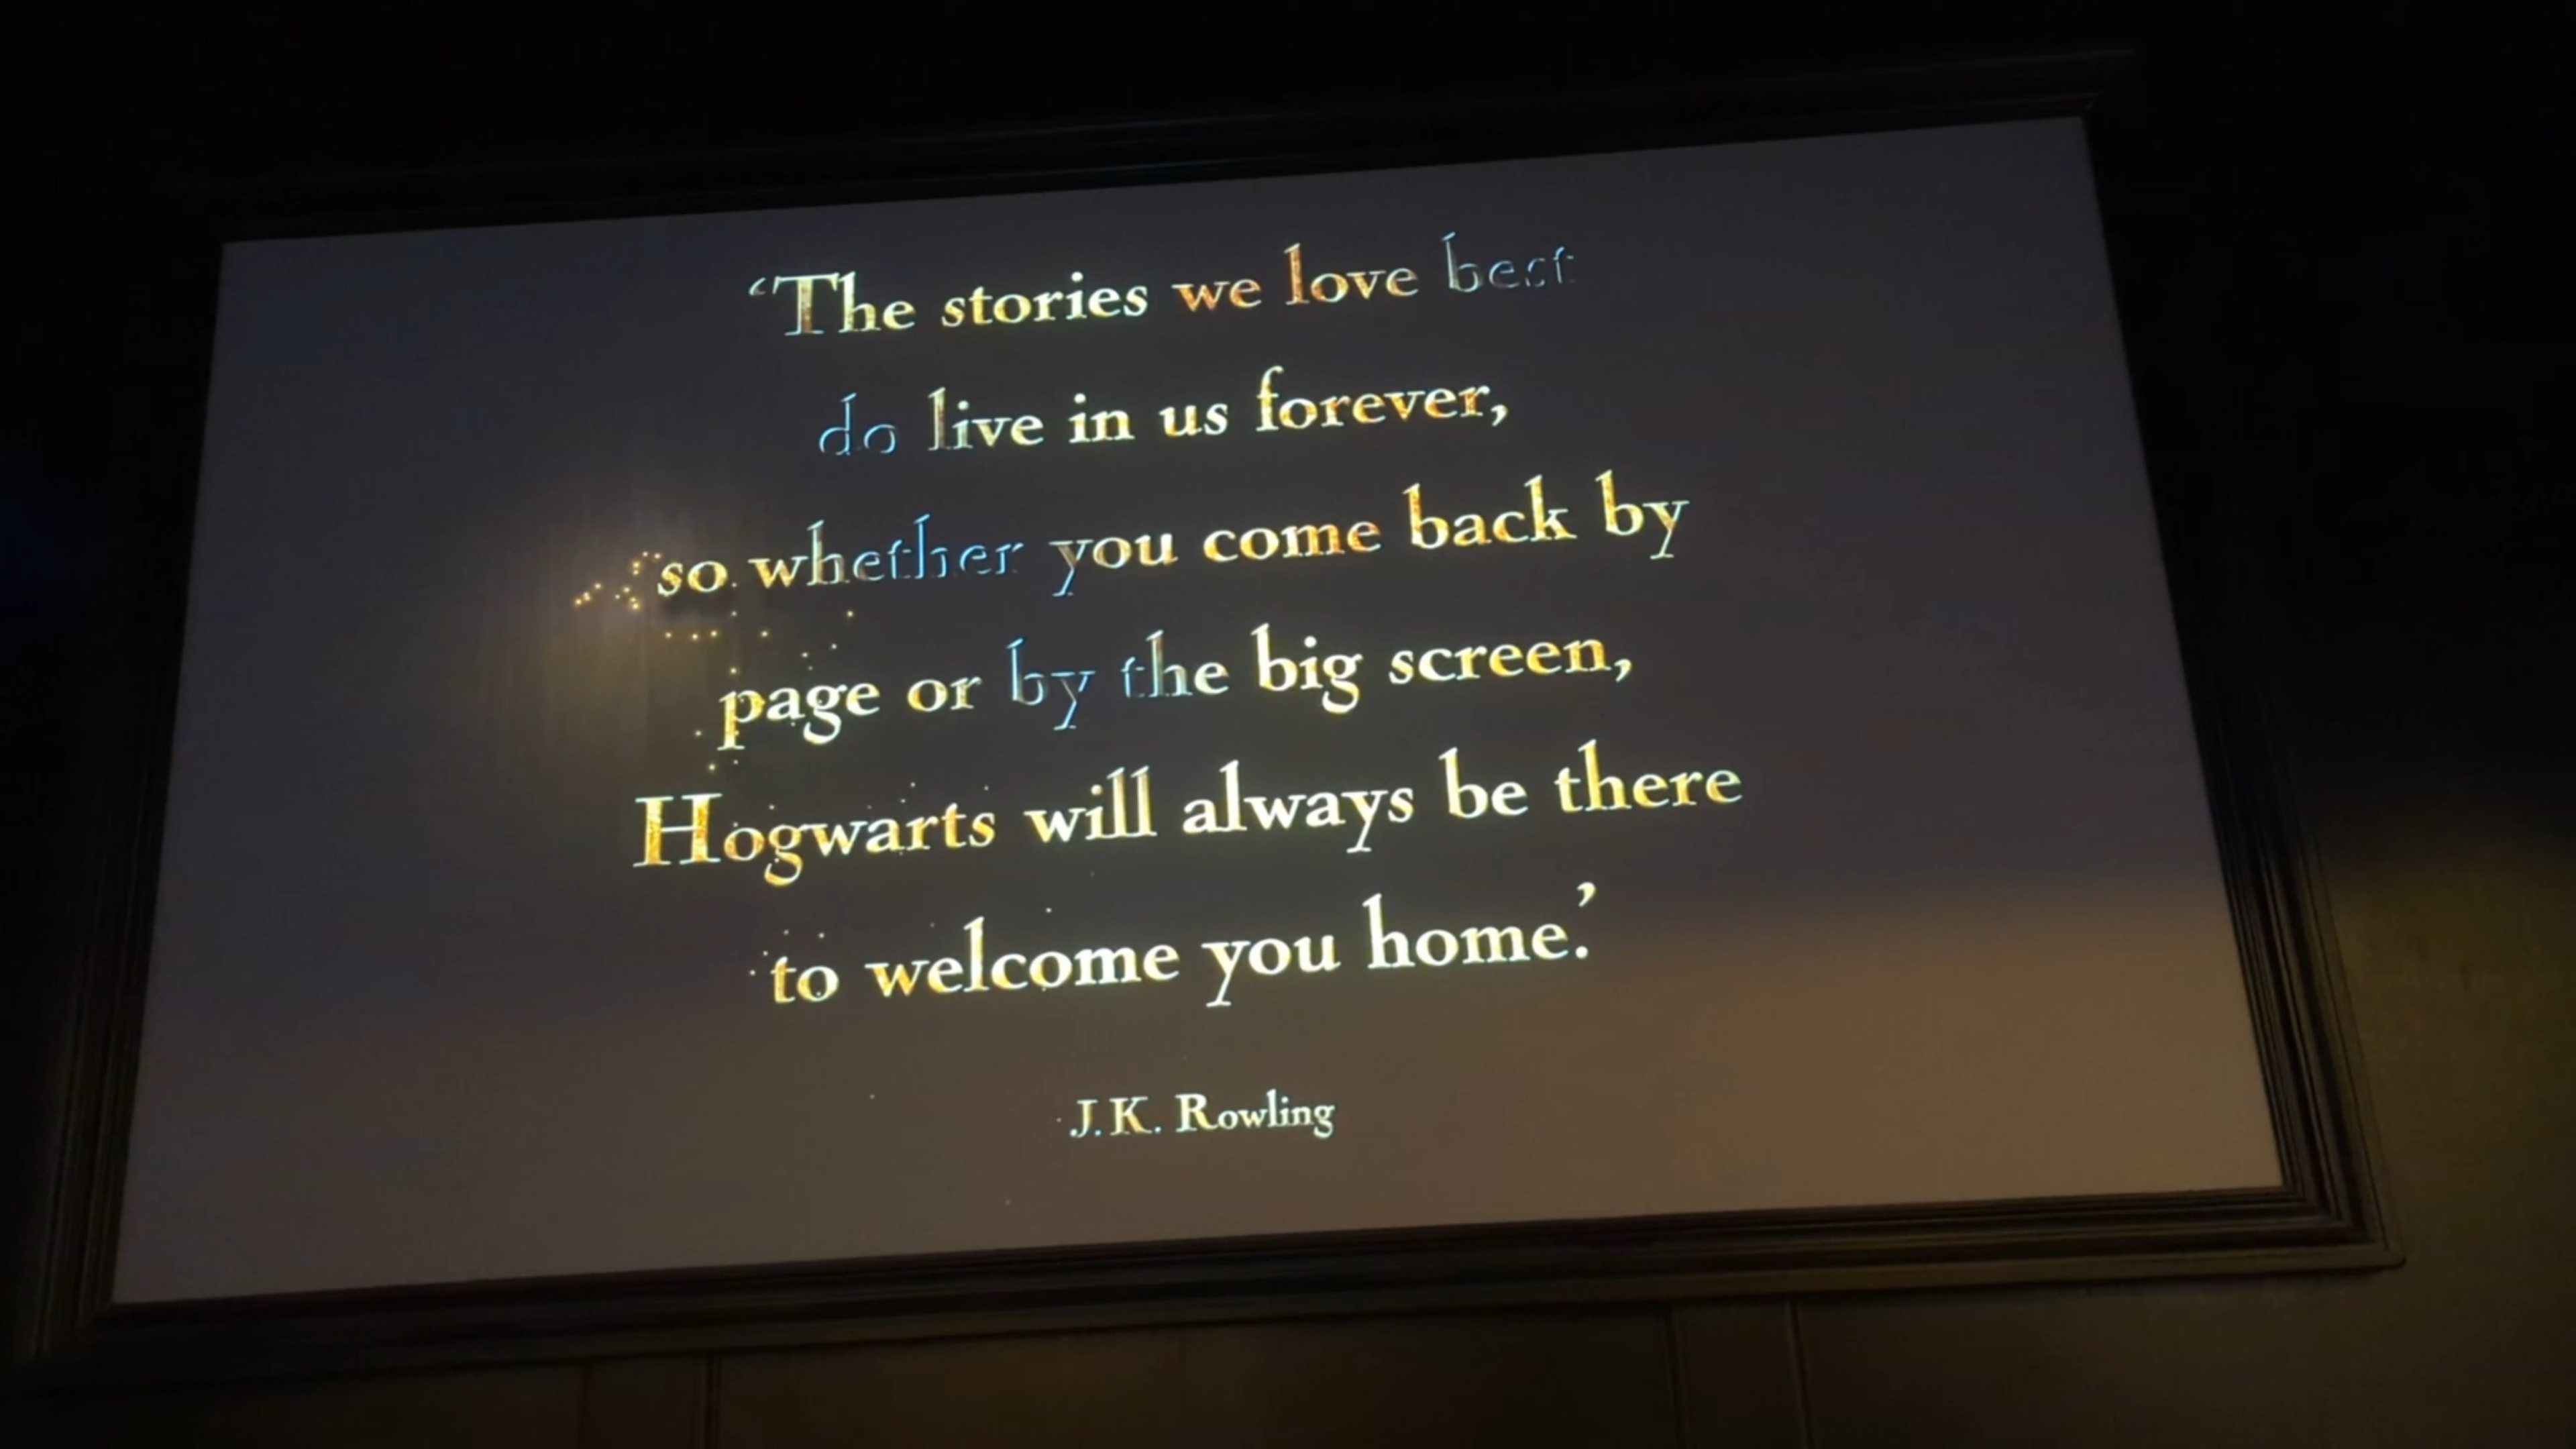 ‘The stories we love best
do live in us forever,
so whether you come back by
page or by the big screen,
Hogwarts will always be there
to welcome you home.’
J.K. Rowling